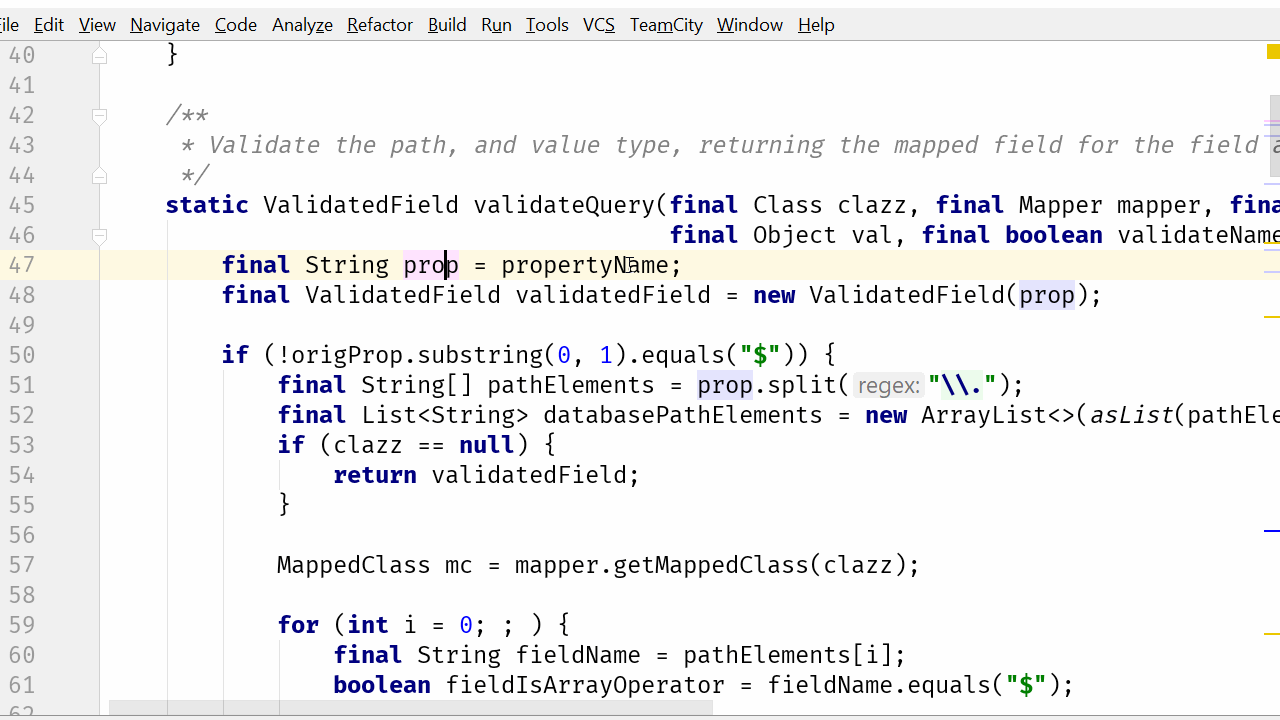 ile Edit View Navigate Code Analyze Refactor Build Run Tools VCS TeamCity Window Help
40 }
41
42 /**
43 * Validate the path, and value type, returning the mapped field for the field a
44 */
45 static ValidatedField validateQuery(final Class clazz, final Mapper mapper, fina
46 final Object val, final boolean validateName
47 final String prop = propertyName;
48 final ValidatedField validatedField = new ValidatedField(prop);
49
50 if (!origProp.substring(0, 1).equals("$")) {
51 final String[] pathElements = prop.split( regex: "\\.");
52 final List<String> databasePathElements = new ArrayList<>(asList(pathEle
53 if (clazz == null) {
54 return validatedField;
55 }
56
57 MappedClass mc = mapper.getMappedClass(clazz);
58
59 for (int i = 0; ; ) {
60 final String fieldName = pathElements[i];
61 boolean fieldIsArrayOperator = fieldName.equals("$");
62